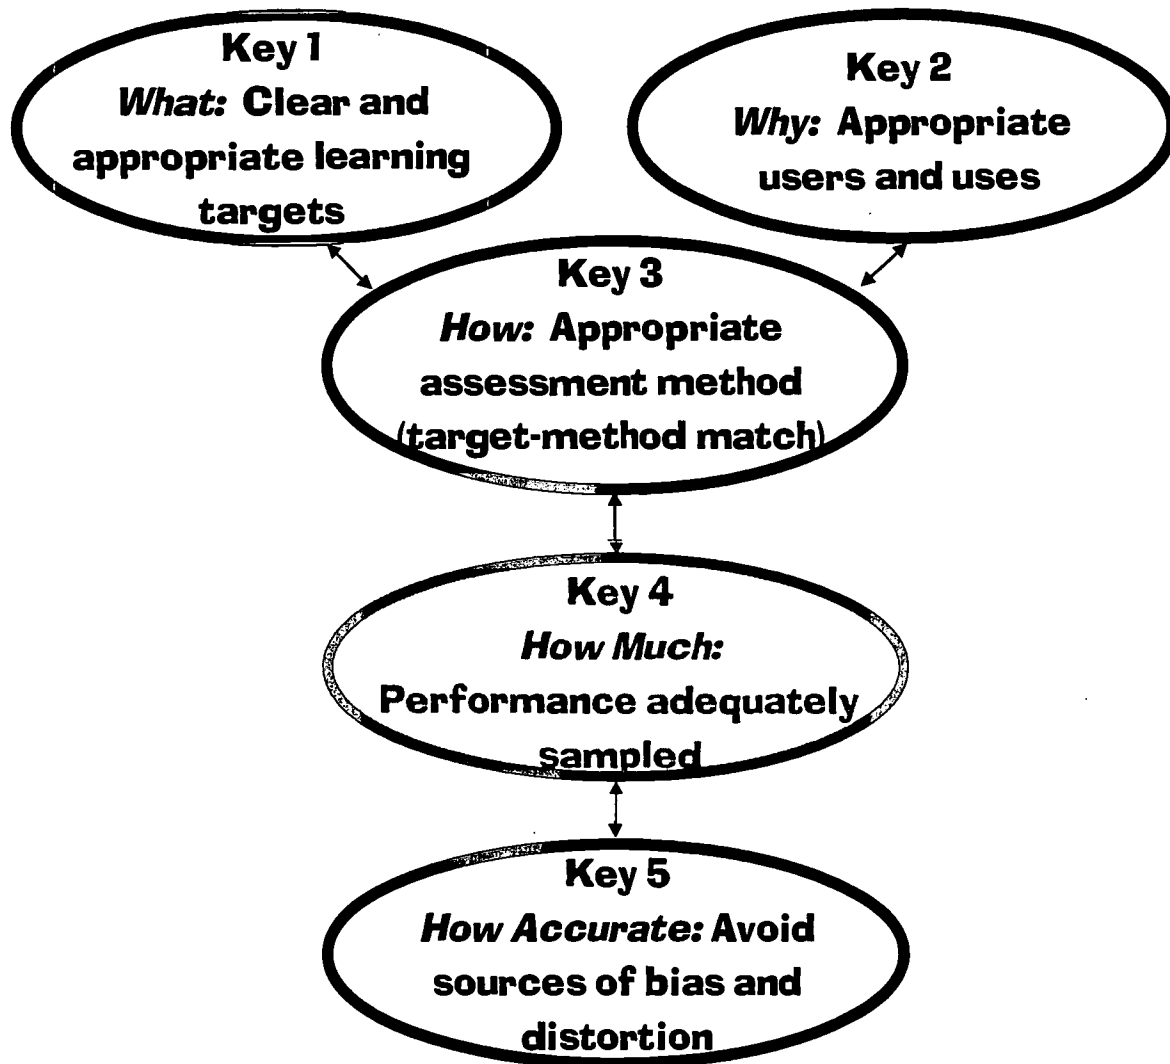 Key 1
What: Clear and
appropriate learning
targets
Key 2
Why: Appropriate
users and uses
Key 3
How: Appropriate
assessment method
(target-method match)
Key 4
How Much:
Performance adequately
sampled
Key 5
How Accurate: Avoid
sources of bias and
distortion